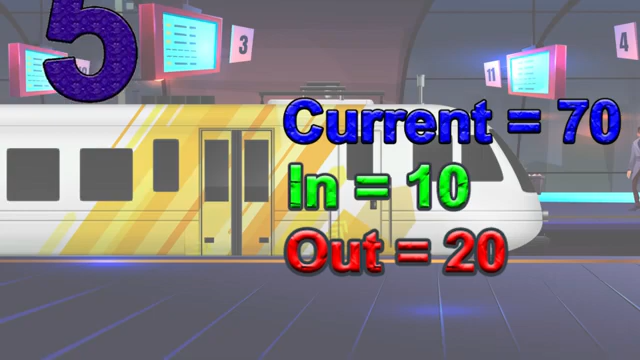 5
3
11
4
Current = 70
In = 10
Out = 20